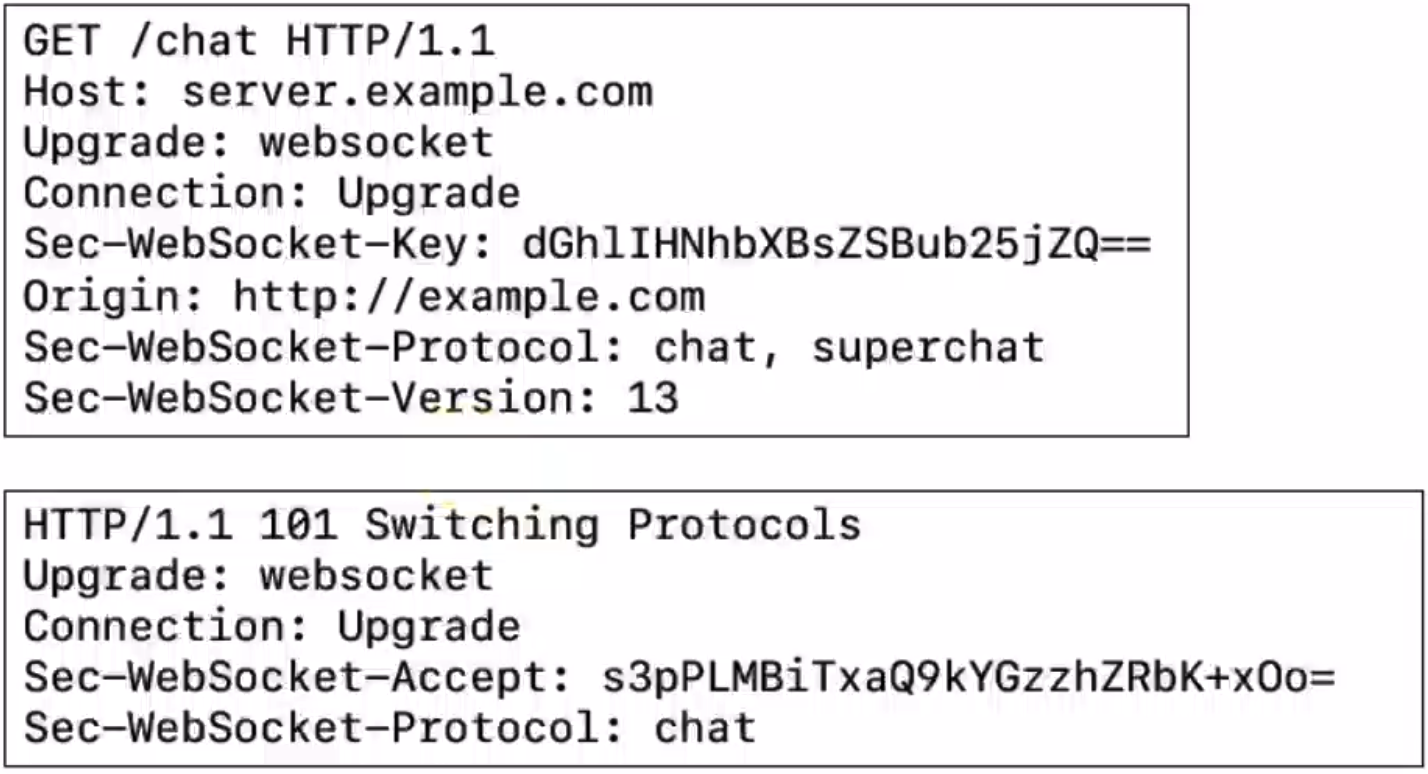 GET /chat HTTP/1.1
Host: server.example.com
Upgrade: websocket
Connection: Upgrade
Sec-WebSocket-Key: dGhlIHNhbXBsZSBub25jZQ==
Origin: http://example.com
Sec-WebSocket-Protocol: chat, superchat
Sec-WebSocket-Version: 13
HTTP/1.1 101 Switching Protocols
Upgrade: websocket
Connection: Upgrade
Sec-WebSocket-Accept: s3pPLMBiTxaQ9kYGzzhZRbK+xOo=
Sec-WebSocket-Protocol: chat